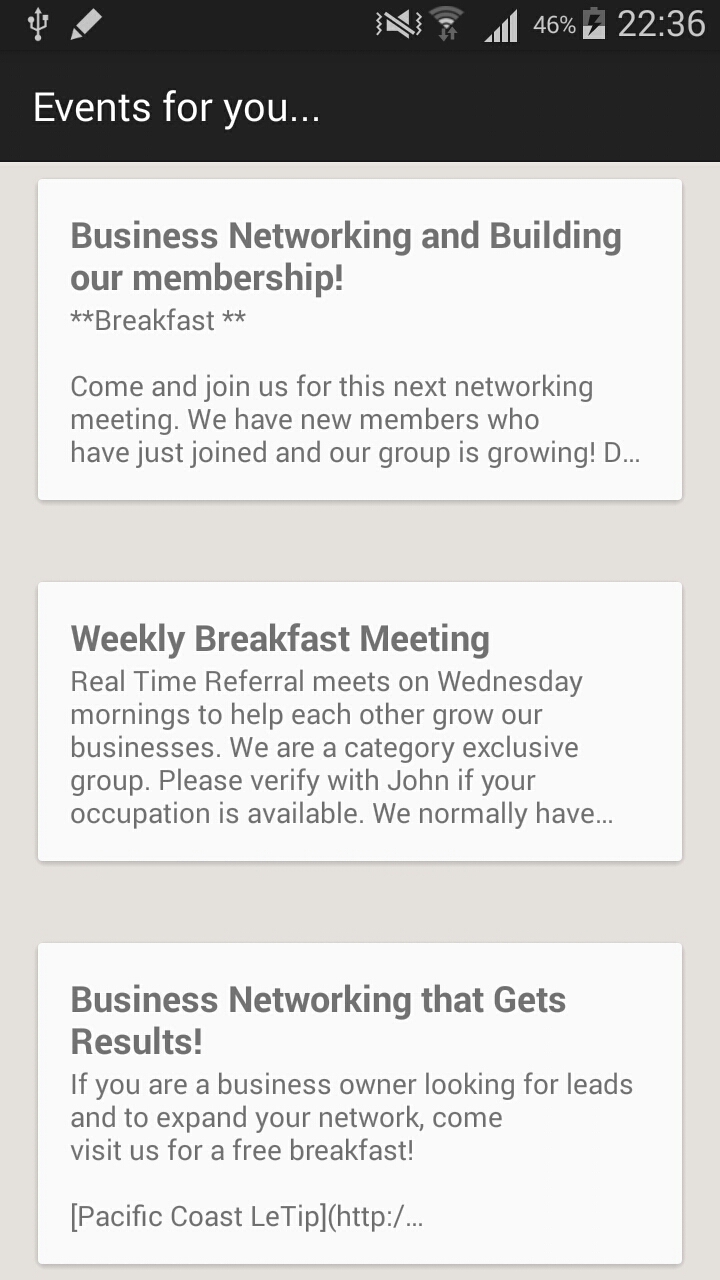 46% 22:36
Events for you...
Business Networking and Building
our membership!
**Breakfast **
Come and join us for this next networking
meeting. We have new members who
have just joined and our group is growing! D...
Weekly Breakfast Meeting
Real Time Referral meets on Wednesday
mornings to help each other grow our
businesses. We are a category exclusive
group. Please verify with John if your
occupation is available. We normally have...
Business Networking that Gets
Results!
If you are a business owner looking for leads
and to expand your network, come
visit us for a free breakfast!
[Pacific Coast LeTip](http:/...